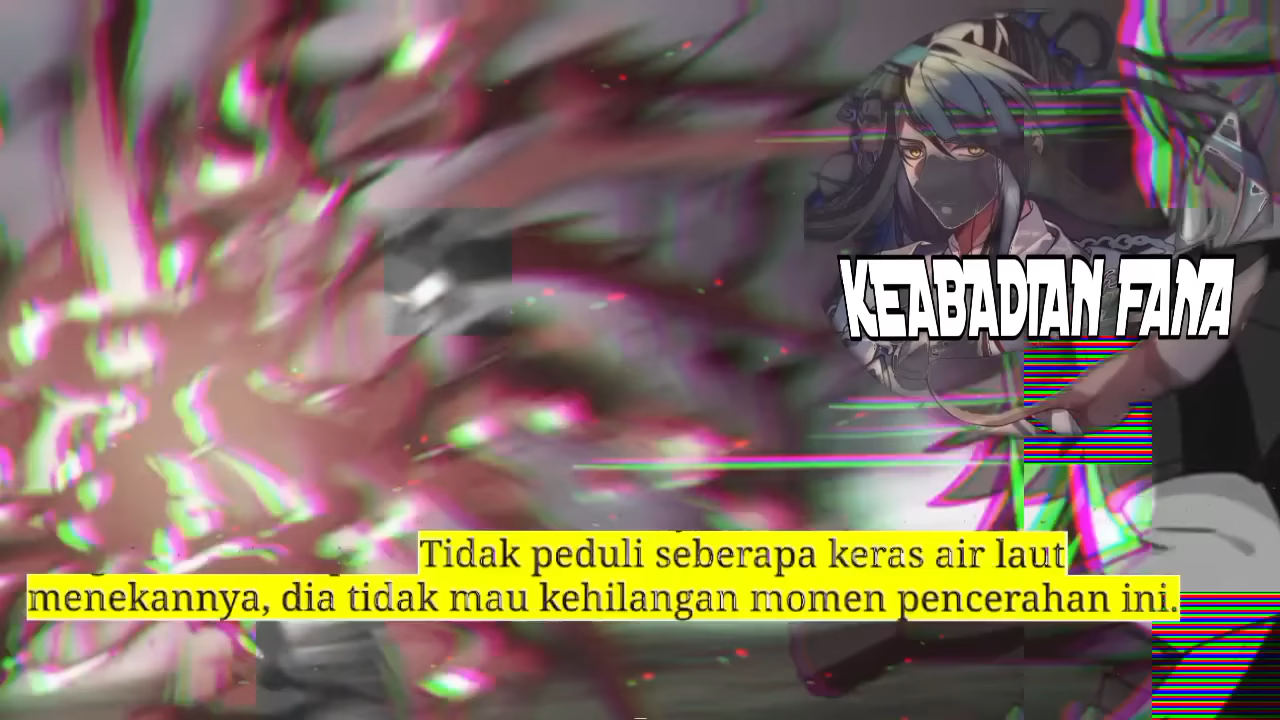 KEABADIAN FANA
Tidak peduli seberapa keras air laut
menekannya, dia tidak mau kehilangan momen pencerahan ini.